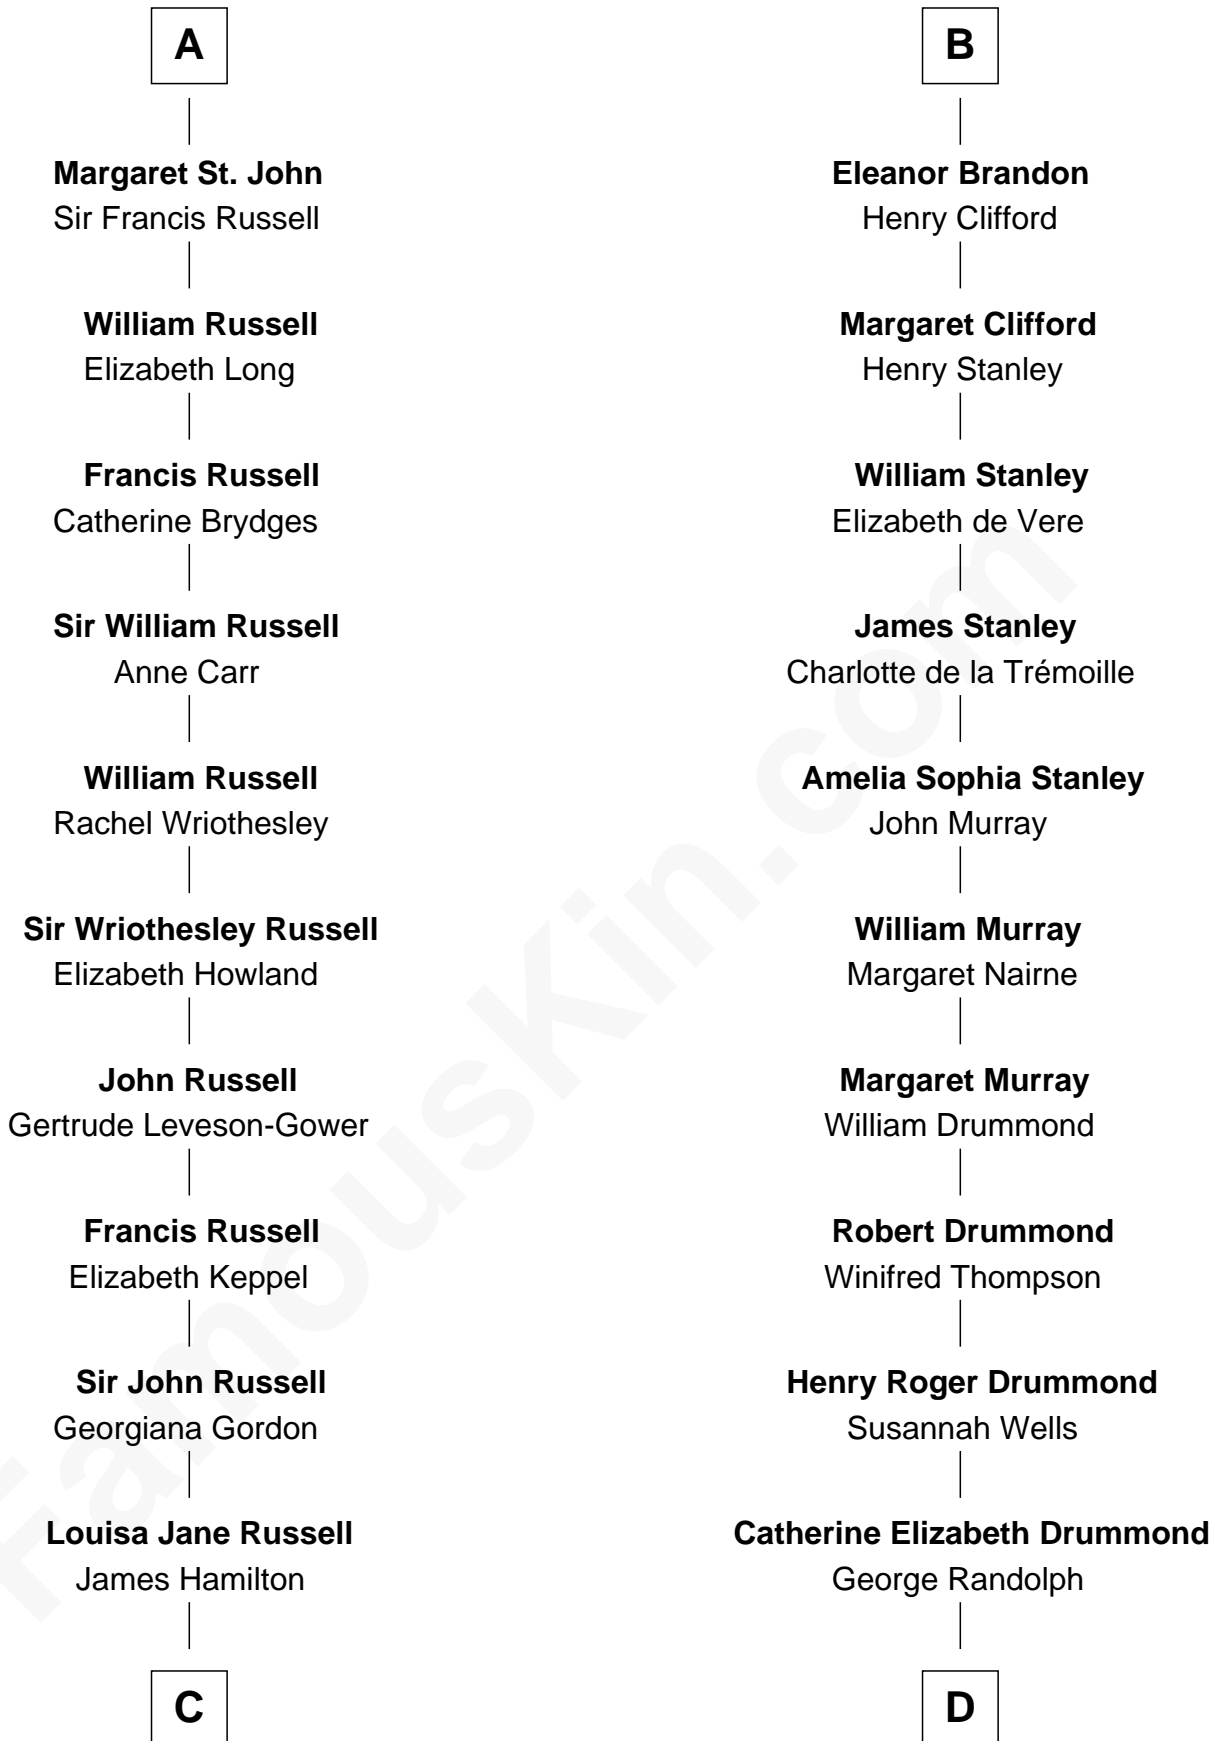 A
Margaret St. John
Sir Francis Russell
William Russell
Elizabeth Long
Francis Russell
Catherine Brydges
Sir William Russell
Anne Carr
William Russell
Rachel Wriothesley
Sir Wriothesley Russell
Elizabeth Howland
John Russell
Gertrude Leveson-Gower
Francis Russell
Elizabeth Keppel
Sir John Russell
Georgiana Gordon
Louisa Jane Russell
James Hamilton
C
B
Eleanor Brandon
Henry Clifford
Margaret Clifford
Henry Stanley
William Stanley
Elizabeth de Vere
James Stanley
Charlotte de la Trémoille
Amelia Sophia Stanley
John Murray
William Murray
Margaret Nairne
Margaret Murray
William Drummond
Robert Drummond
Winifred Thompson
Henry Roger Drummond
Susannah Wells
Catherine Elizabeth Drummond
George Randolph
D
FamousKin.com